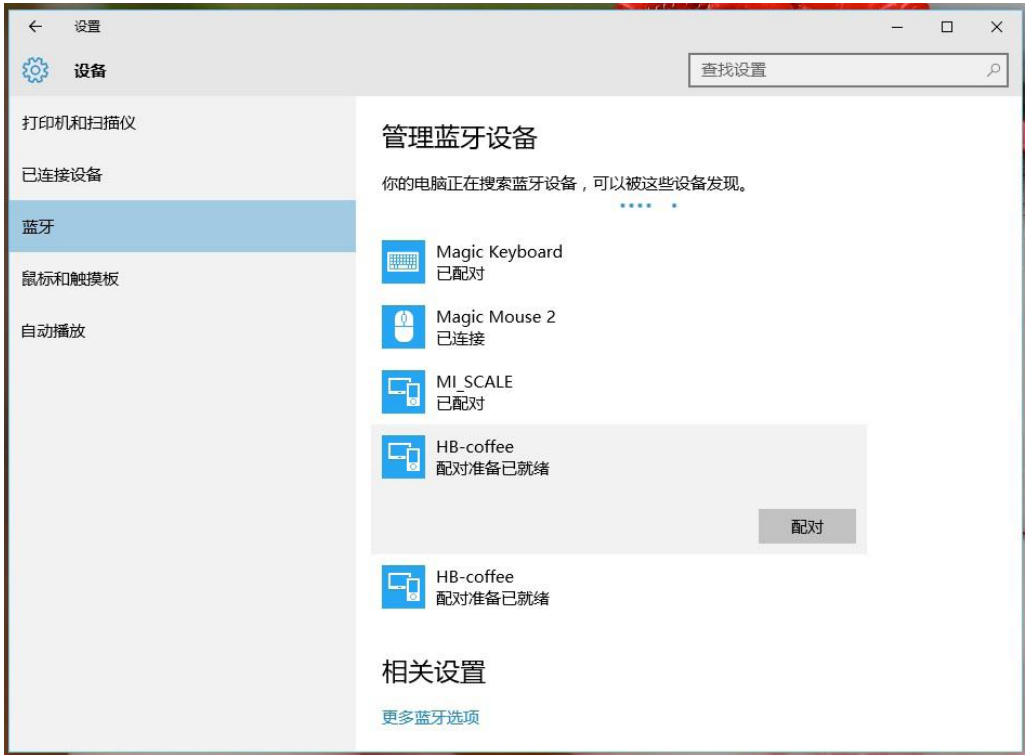 设置
设备
查找设置
打印机和扫描仪
已连接设备
蓝牙
鼠标和触摸板
自动播放
管理蓝牙设备
你的电脑正在搜索蓝牙设备，可以被这些设备发现。
Magic Keyboard
已配对
Magic Mouse 2
已连接
MI_SCALE
已配对
HB-coffee
配对准备已就绪
配对
HB-coffee
配对准备已就绪
相关设置
更多蓝牙选项